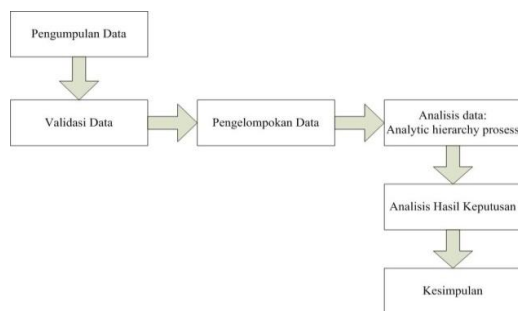 Pengumpulan Data
Validasi Data
Pengelompokan Data
Analisis data:
Analytic hierarchy prosess
Analisis Hasil Keputusan
Kesimpulan